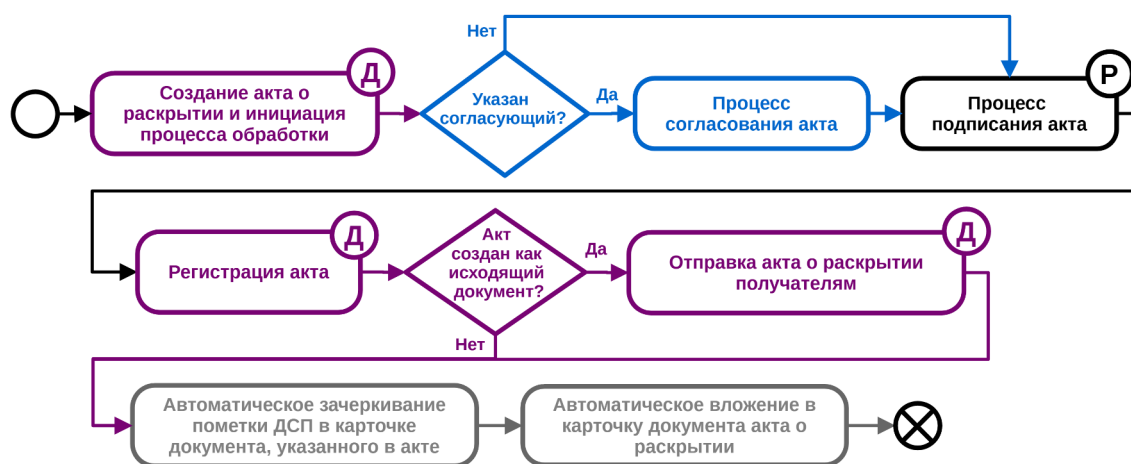 Нет
Д
Р
Создание акта о
раскрытии и инициация
процесса обработки
Указан
согласующий?
Да
Процесс
согласования акта
Процесс
подписания акта
Д
Д
Регистрация акта
Акт
создан как
исходящий
документ?
Да
Отправка акта о раскрытии
получателям
Нет
Автоматическое зачеркивание
пометки ДСП в карточке
документа, указанного в акте
Автоматическое вложение в
карточку документа акта о
раскрытии